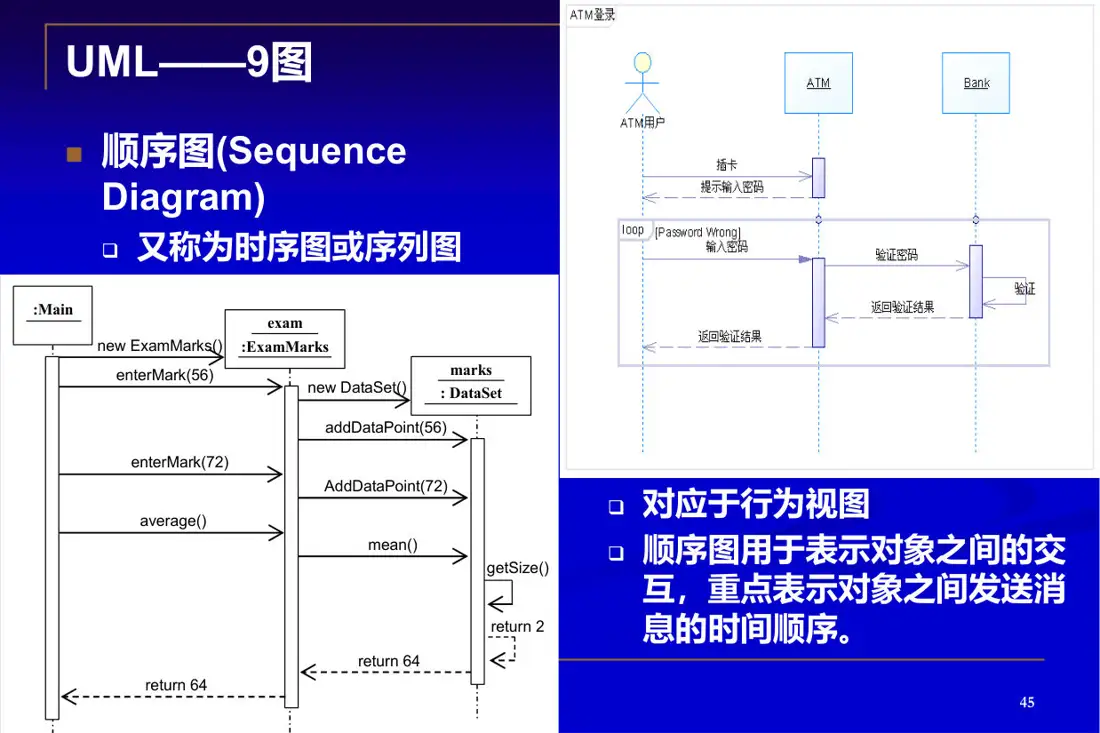 UML——9图
顺序图(Sequence
Diagram)
又称为时序图或序列图
:Main
exam
:ExamMarks
new ExamMarks()
enterMark(56)
marks
: DataSet
new DataSet()
addDataPoint(56)
enterMark(72)
AddDataPoint(72)
average()
mean()
getSize()
return 2
return 64
return 64
ATM登录
ATM用户
ATM
Bank
插卡
提示输入密码
loop
[Password Wrong]
输入密码
验证密码
验证
返回验证结果
返回验证结果
对应于行为视图
顺序图用于表示对象之间的交
互，重点表示对象之间发送消
息的时间顺序。
45